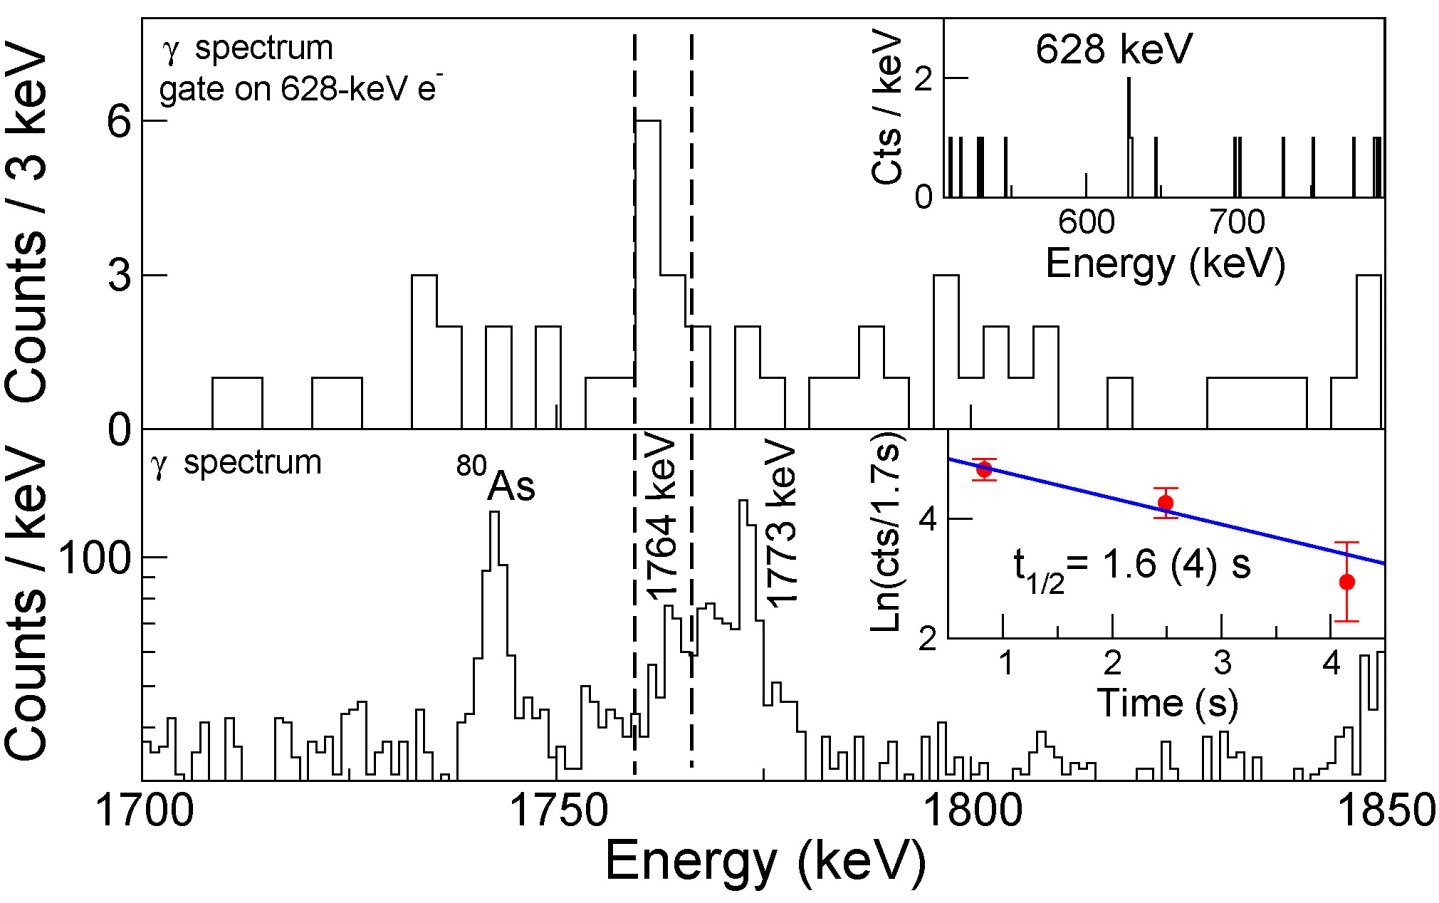 γ spectrum
gate on 628-keV e-
Counts / 3 keV
6
3
0
628 keV
Cts / keV
2
0
600 700
Energy (keV)
γ spectrum
80As
1764 keV
1773 keV
Counts / keV
100
Ln(cts/1.7s)
4
2
t1/2= 1.6 (4) s
1 2 3 4
Time (s)
1700 1750 1800 1850
Energy (keV)